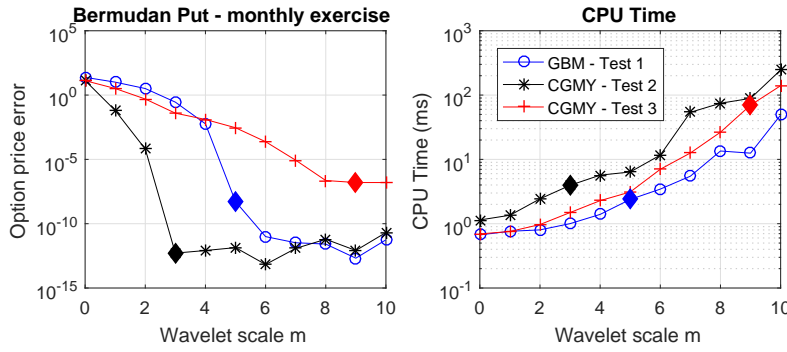 Bermudan Put - monthly exercise
10^5
10^0
10^-5
10^-10
10^-15
Option price error
0 2 4 6 8 10
Wavelet scale m
CPU Time
GBM - Test 1
CGMY - Test 2
CGMY - Test 3
10^3
10^2
10^1
10^0
10^-1
CPU Time (ms)
0 2 4 6 8 10
Wavelet scale m